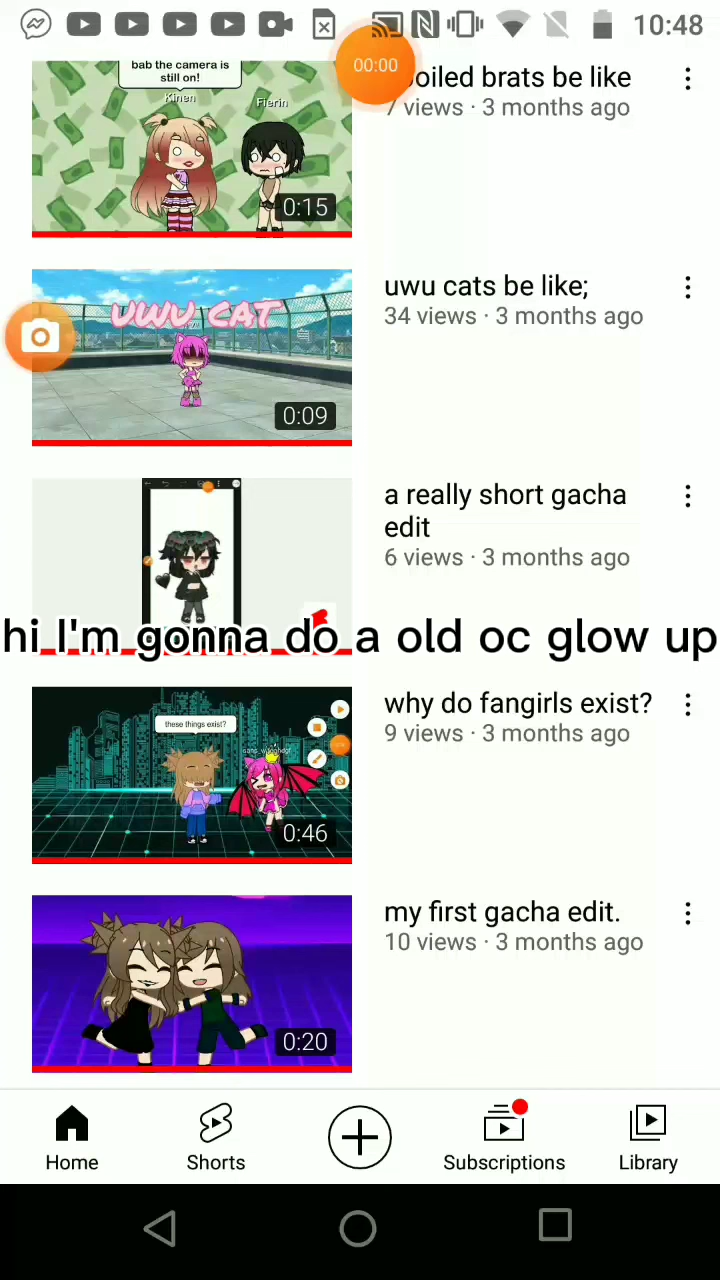 10:48
00:00
bab the camera is
still on!
Kinen
Fierin
0:15
oiled brats be like
7 views · 3 months ago
UWU CAT
0:09
uwu cats be like;
34 views · 3 months ago
a really short gacha
edit
6 views · 3 months ago
hi I'm gonna do a old oc glow up
these things exist?
0:46
why do fangirls exist?
9 views · 3 months ago
0:20
my first gacha edit.
10 views · 3 months ago
Home
Shorts
Subscriptions
Library